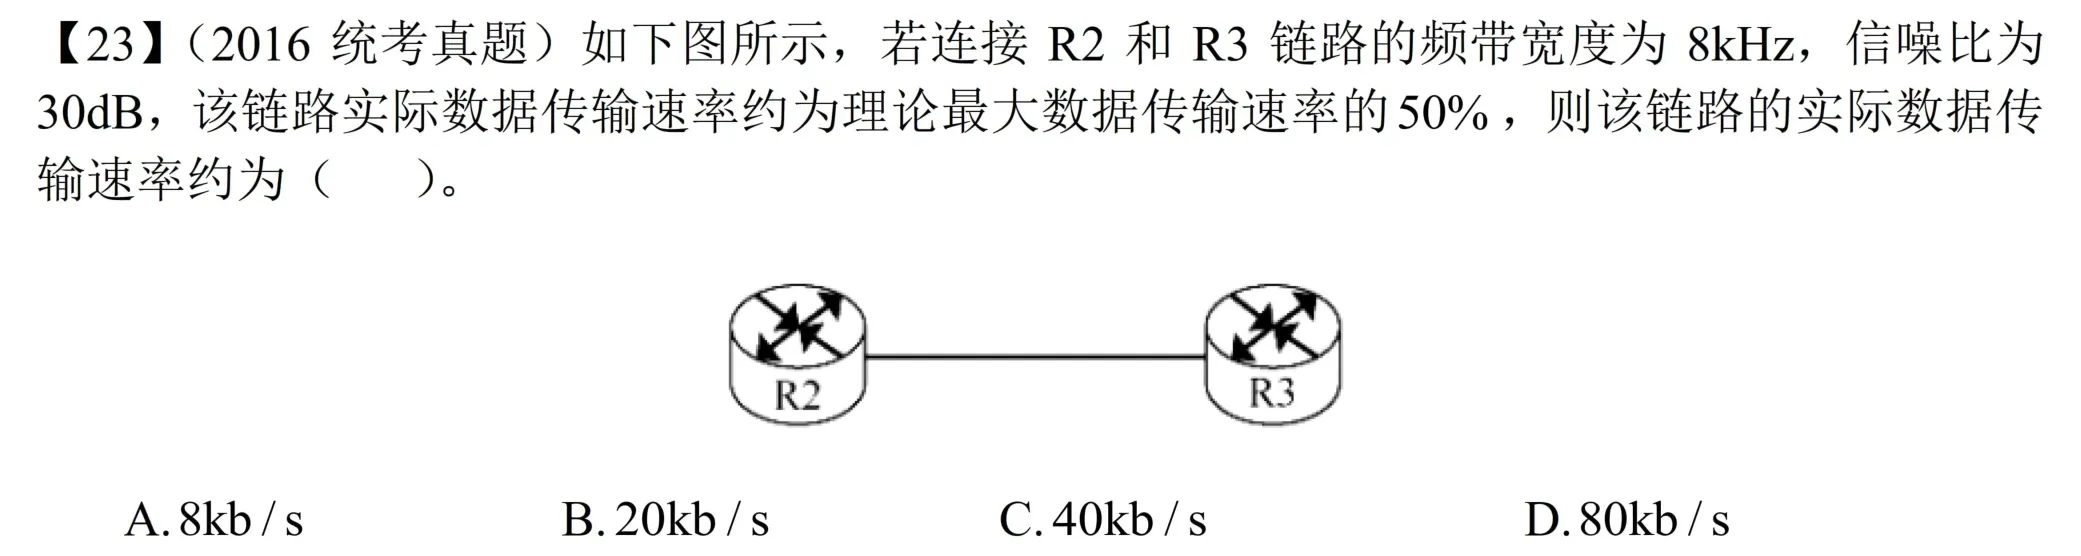 【23】（2016 统考真题）如下图所示，若连接 R2 和 R3 链路的频带宽度为 8kHz，信噪比为
30dB，该链路实际数据传输速率约为理论最大数据传输速率的50%，则该链路的实际数据传
输速率约为（　　）。
R2
R3
A. 8kb / s
B. 20kb / s
C. 40kb / s
D. 80kb / s